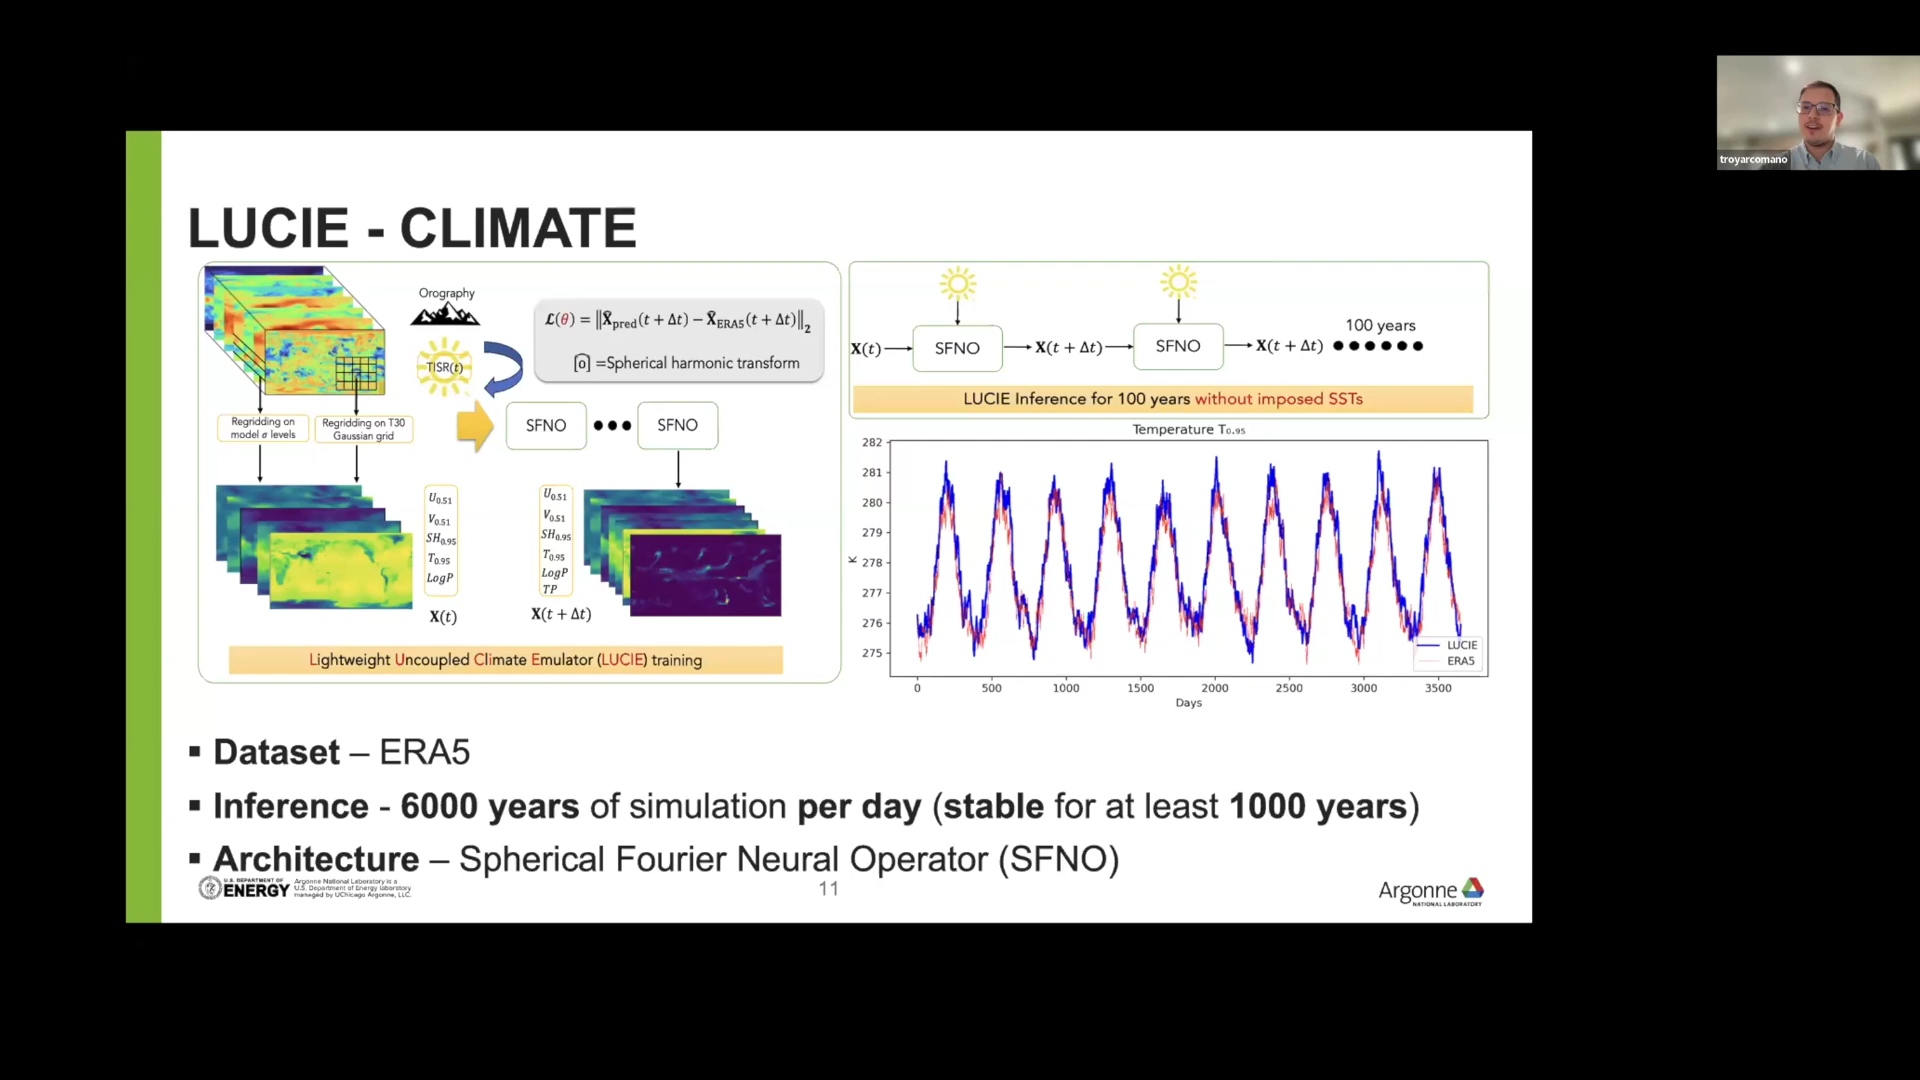 troyarcomano
LUCIE - CLIMATE
Orography
TISR(t)
𝓛(θ) = ‖X̂pred(t + Δt) − X̂ERA5(t + Δt)‖₂
[o] =Spherical harmonic transform
Regridding on
model σ levels
Regridding on T30
Gaussian grid
SFNO ●●● SFNO
U0.51
V0.51
SH0.95
T0.95
LogP
X(t)
U0.51
V0.51
SH0.95
T0.95
LogP
TP
X(t + Δt)
Lightweight Uncoupled Climate Emulator (LUCIE) training
X(t) SFNO X(t + Δt) SFNO X(t + Δt) ●●●●●●
100 years
LUCIE Inference for 100 years without imposed SSTs
Temperature T₀.₉₅
282
281
280
279
278
277
276
275
K
0 500 1000 1500 2000 2500 3000 3500
Days
LUCIE
ERA5
▪ Dataset – ERA5
▪ Inference - 6000 years of simulation per day (stable for at least 1000 years)
▪ Architecture – Spherical Fourier Neural Operator (SFNO)
U.S. DEPARTMENT OF
ENERGY
Argonne National Laboratory is a
U.S. Department of Energy laboratory
managed by UChicago Argonne, LLC.
11
Argonne
NATIONAL LABORATORY